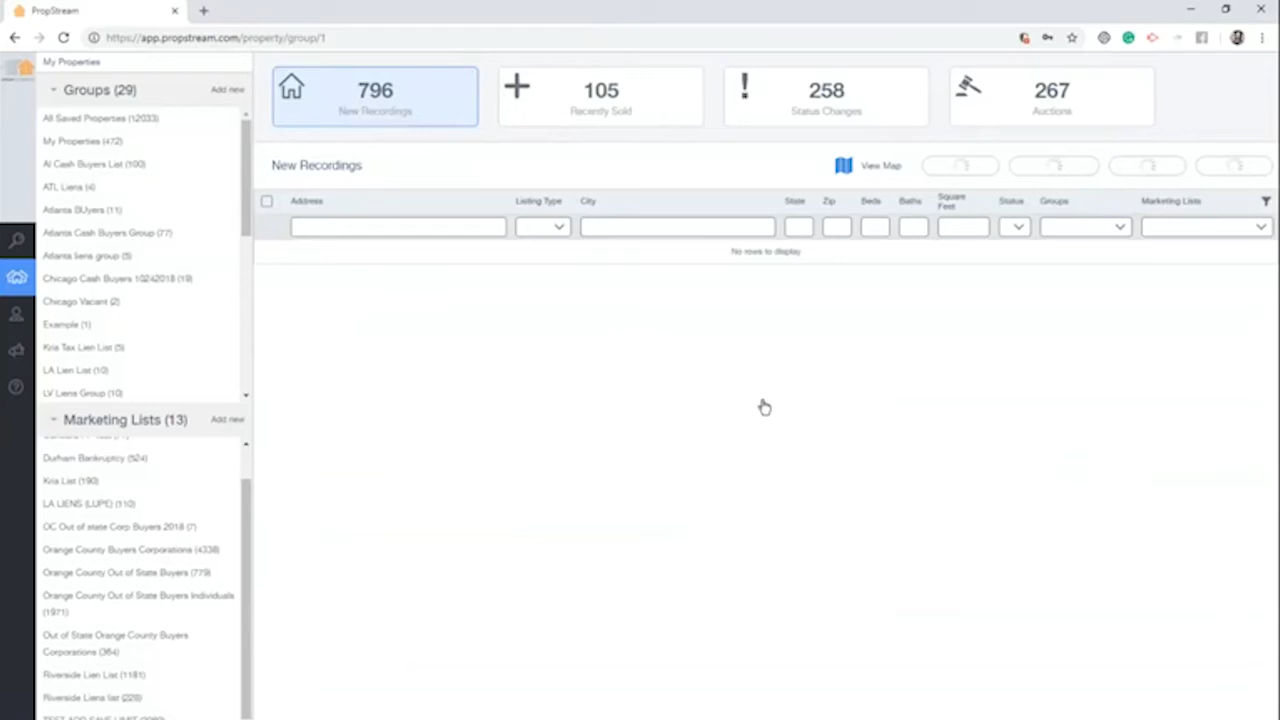 PropStream
https://app.propstream.com/property/group/1
My Properties
Groups (29)
Add new
All Saved Properties (12033)
My Properties (472)
AI Cash Buyers List (100)
ATL Liens (4)
Atlanta BUyers (11)
Atlanta Cash Buyers Group (77)
Atlanta liens group (5)
Chicago Cash Buyers 10242018 (19)
Chicago Vacant (2)
Example (1)
Kris Tax Lien List (5)
LA Lien List (10)
LV Liens Group (10)
Marketing Lists (13)
Add new
Durham Bankruptcy (524)
Kris List (190)
LA LIENS (LUPE) (110)
OC Out of state Corp Buyers 2018 (7)
Orange County Buyers Corporations (4338)
Orange County Out of State Buyers (779)
Orange County Out of State Buyers Individuals
(1971)
Out of State Orange County Buyers
Corporations (364)
Riverside Lien List (1181)
Riverside Liens list (228)
796
New Recordings
105
Recently Sold
258
Status Changes
267
Auctions
New Recordings
View Map
Address
Listing Type
City
State
Zip
Beds
Baths
Square
Feet
Status
Groups
Marketing Lists
No rows to display